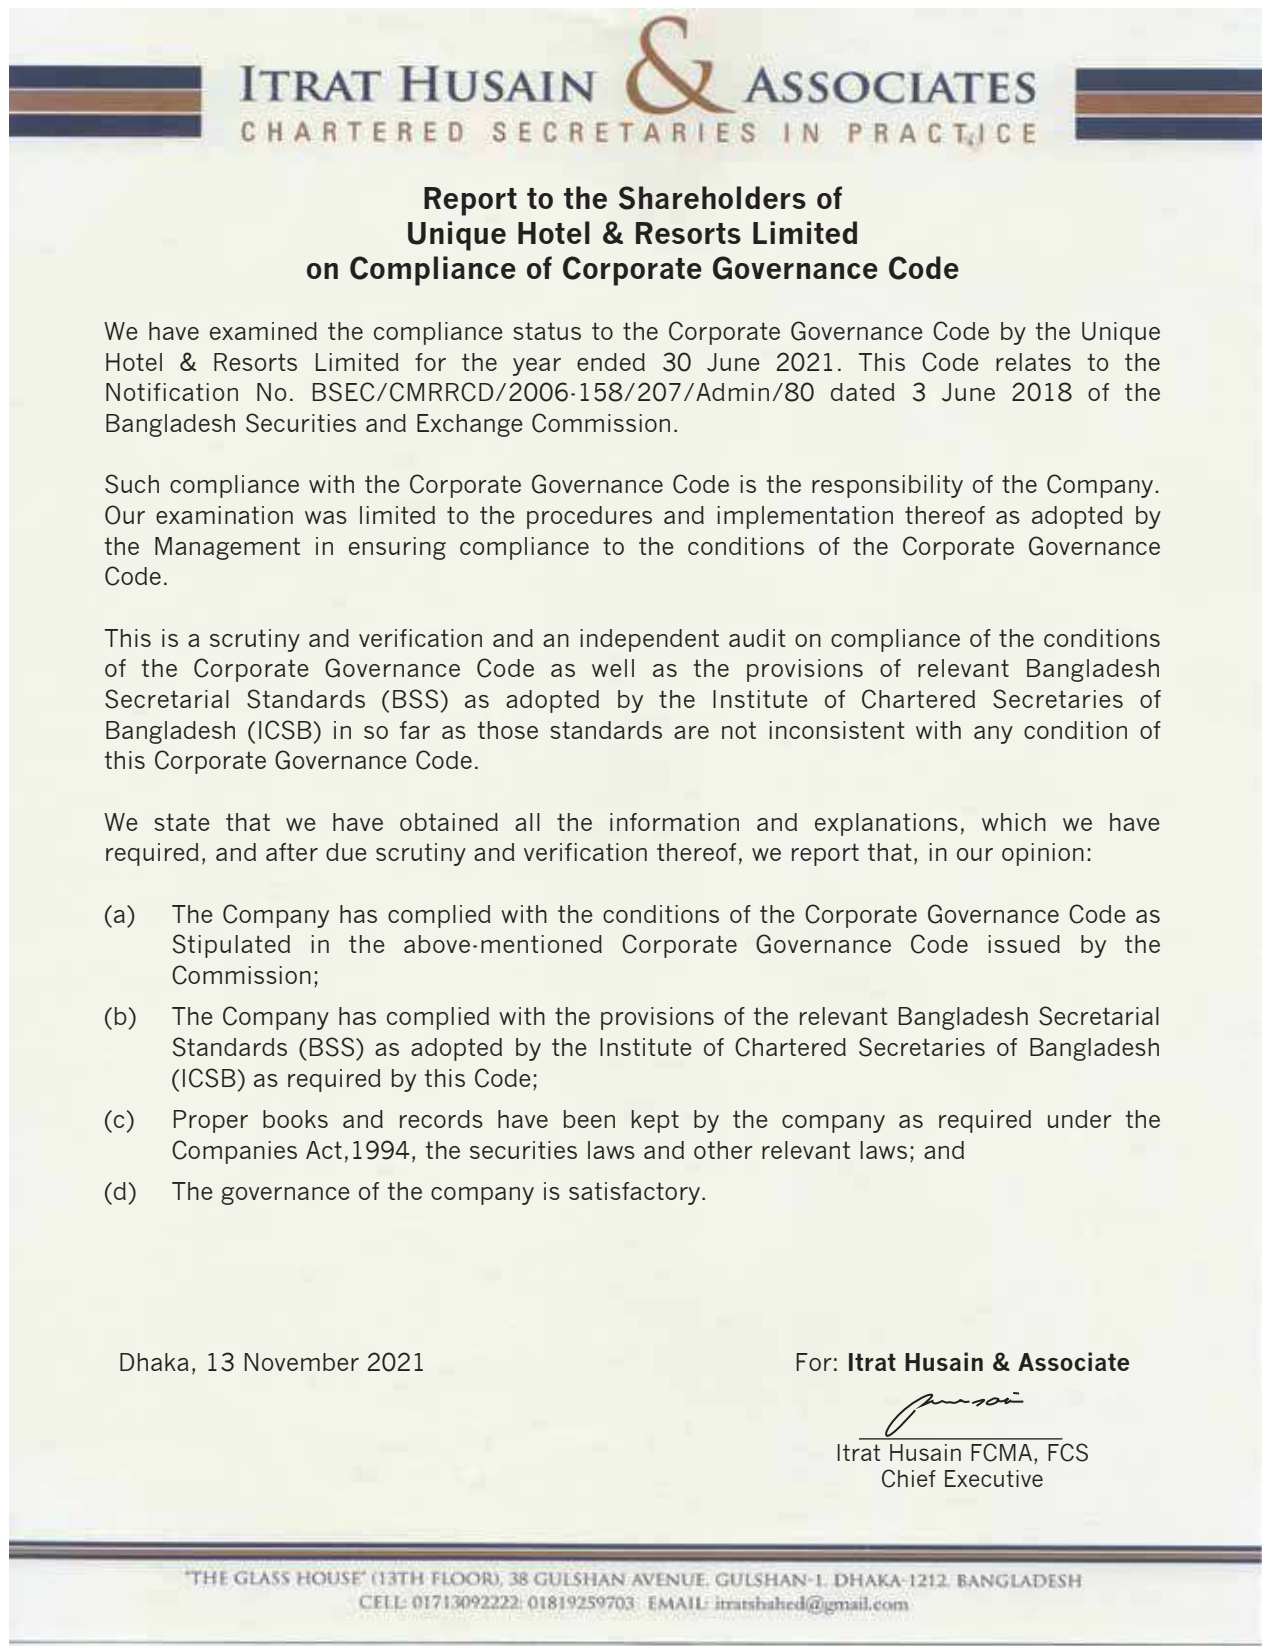 ITRAT HUSAIN & ASSOCIATES
CHARTERED SECRETARIES IN PRACTICE
Report to the Shareholders of
Unique Hotel & Resorts Limited
on Compliance of Corporate Governance Code
We have examined the compliance status to the Corporate Governance Code by the Unique
Hotel & Resorts Limited for the year ended 30 June 2021. This Code relates to the
Notification No. BSEC/CMRRCD/2006-158/207/Admin/80 dated 3 June 2018 of the
Bangladesh Securities and Exchange Commission.
Such compliance with the Corporate Governance Code is the responsibility of the Company.
Our examination was limited to the procedures and implementation thereof as adopted by
the Management in ensuring compliance to the conditions of the Corporate Governance
Code.
This is a scrutiny and verification and an independent audit on compliance of the conditions
of the Corporate Governance Code as well as the provisions of relevant Bangladesh
Secretarial Standards (BSS) as adopted by the Institute of Chartered Secretaries of
Bangladesh (ICSB) in so far as those standards are not inconsistent with any condition of
this Corporate Governance Code.
We state that we have obtained all the information and explanations, which we have
required, and after due scrutiny and verification thereof, we report that, in our opinion:
(a) The Company has complied with the conditions of the Corporate Governance Code as
Stipulated in the above-mentioned Corporate Governance Code issued by the
Commission;
(b) The Company has complied with the provisions of the relevant Bangladesh Secretarial
Standards (BSS) as adopted by the Institute of Chartered Secretaries of Bangladesh
(ICSB) as required by this Code;
(c) Proper books and records have been kept by the company as required under the
Companies Act,1994, the securities laws and other relevant laws; and
(d) The governance of the company is satisfactory.
Dhaka, 13 November 2021
For: Itrat Husain & Associate
Itrat Husain FCMA, FCS
Chief Executive
"THE GLASS HOUSE" (13TH FLOOR), 38 GULSHAN AVENUE, GULSHAN-1, DHAKA-1212, BANGLADESH
CELL: 01713092222; 01819259703 EMAIL: itratshahed@gmail.com